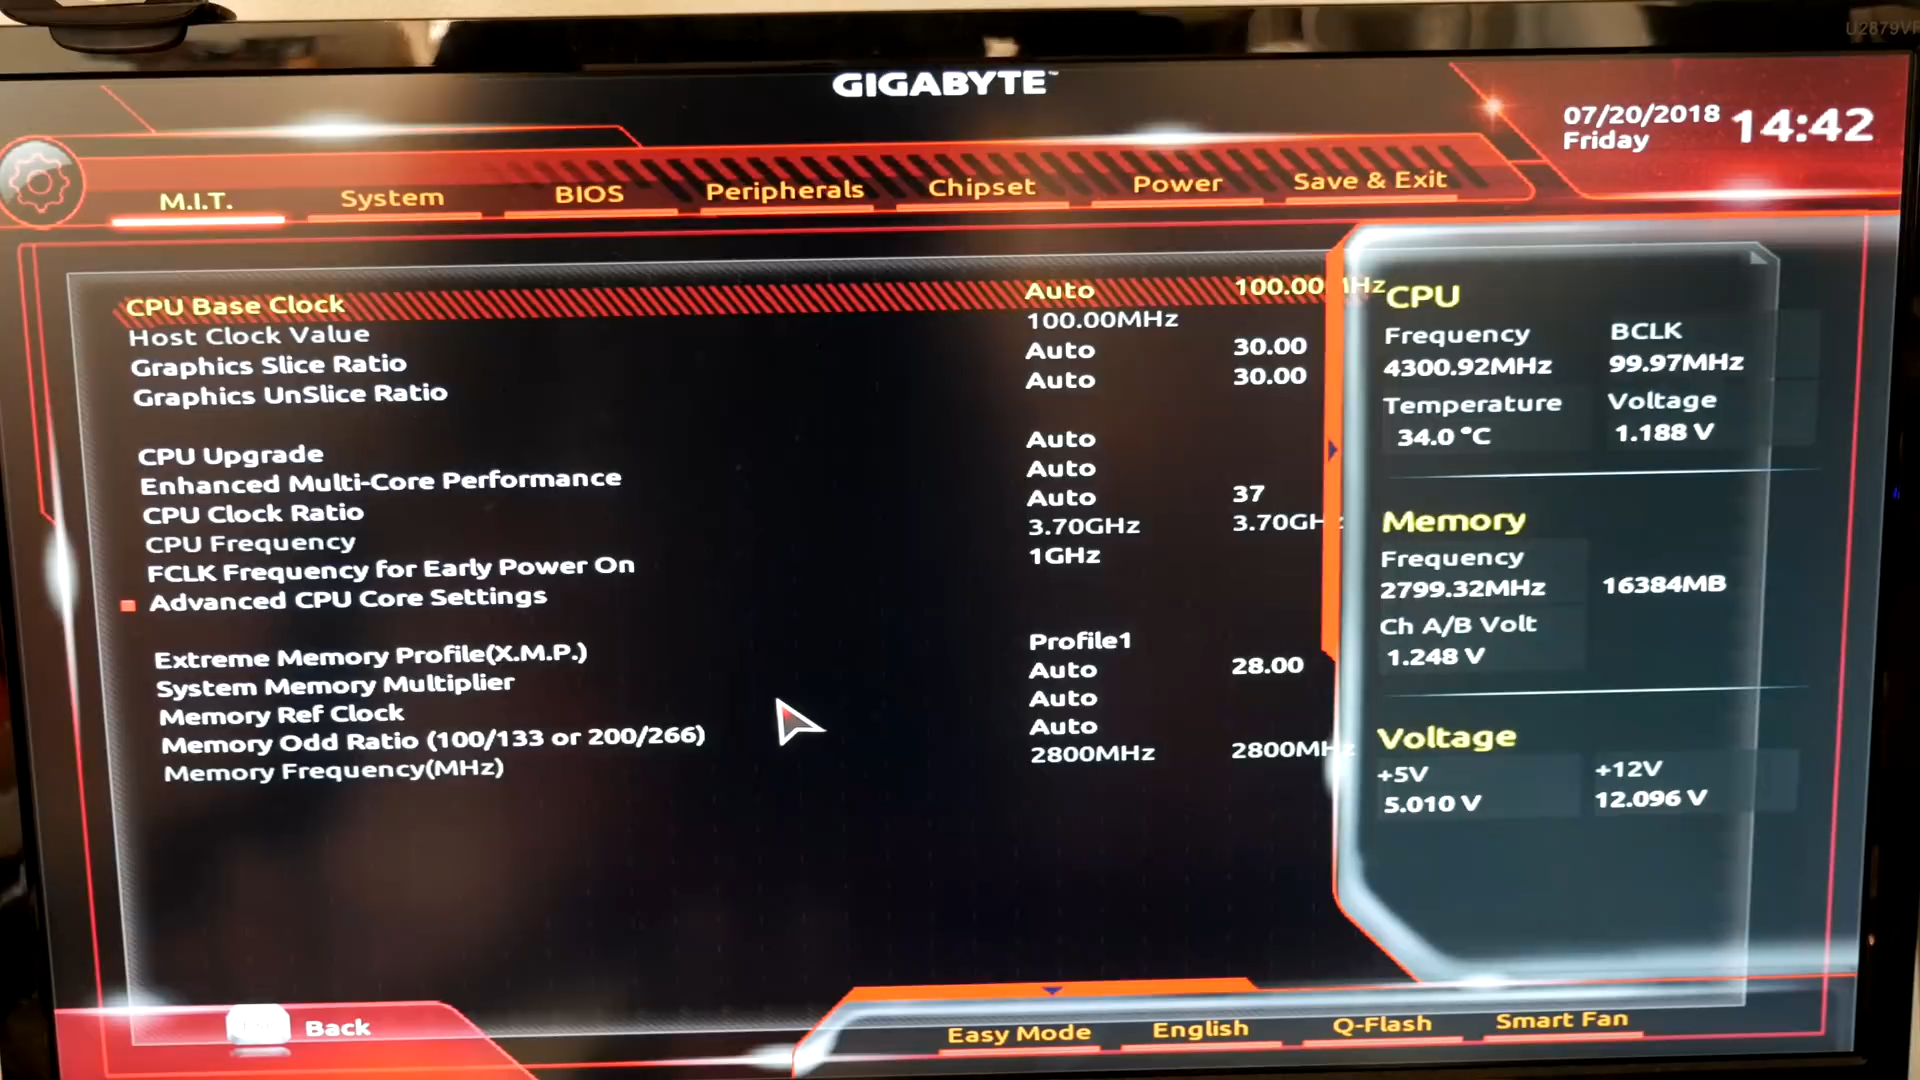 U2879VF
GIGABYTE™
07/20/2018
Friday
14:42
M.I.T. System BIOS Peripherals Chipset Power Save & Exit
CPU Base Clock Auto 100.00MHz
Host Clock Value 100.00MHz
Graphics Slice Ratio Auto 30.00
Graphics UnSlice Ratio Auto 30.00
CPU Upgrade Auto
Enhanced Multi-Core Performance Auto
CPU Clock Ratio Auto 37
CPU Frequency 3.70GHz 3.70GHz
FCLK Frequency for Early Power On 1GHz
Advanced CPU Core Settings
Extreme Memory Profile(X.M.P.) Profile1
System Memory Multiplier Auto 28.00
Memory Ref Clock Auto
Memory Odd Ratio (100/133 or 200/266) Auto
Memory Frequency(MHz) 2800MHz 2800MHz
CPU
Frequency BCLK
4300.92MHz 99.97MHz
Temperature Voltage
34.0 °C 1.188 V
Memory
Frequency
2799.32MHz 16384MB
Ch A/B Volt
1.248 V
Voltage
+5V +12V
5.010 V 12.096 V
Back
Easy Mode English Q-Flash Smart Fan